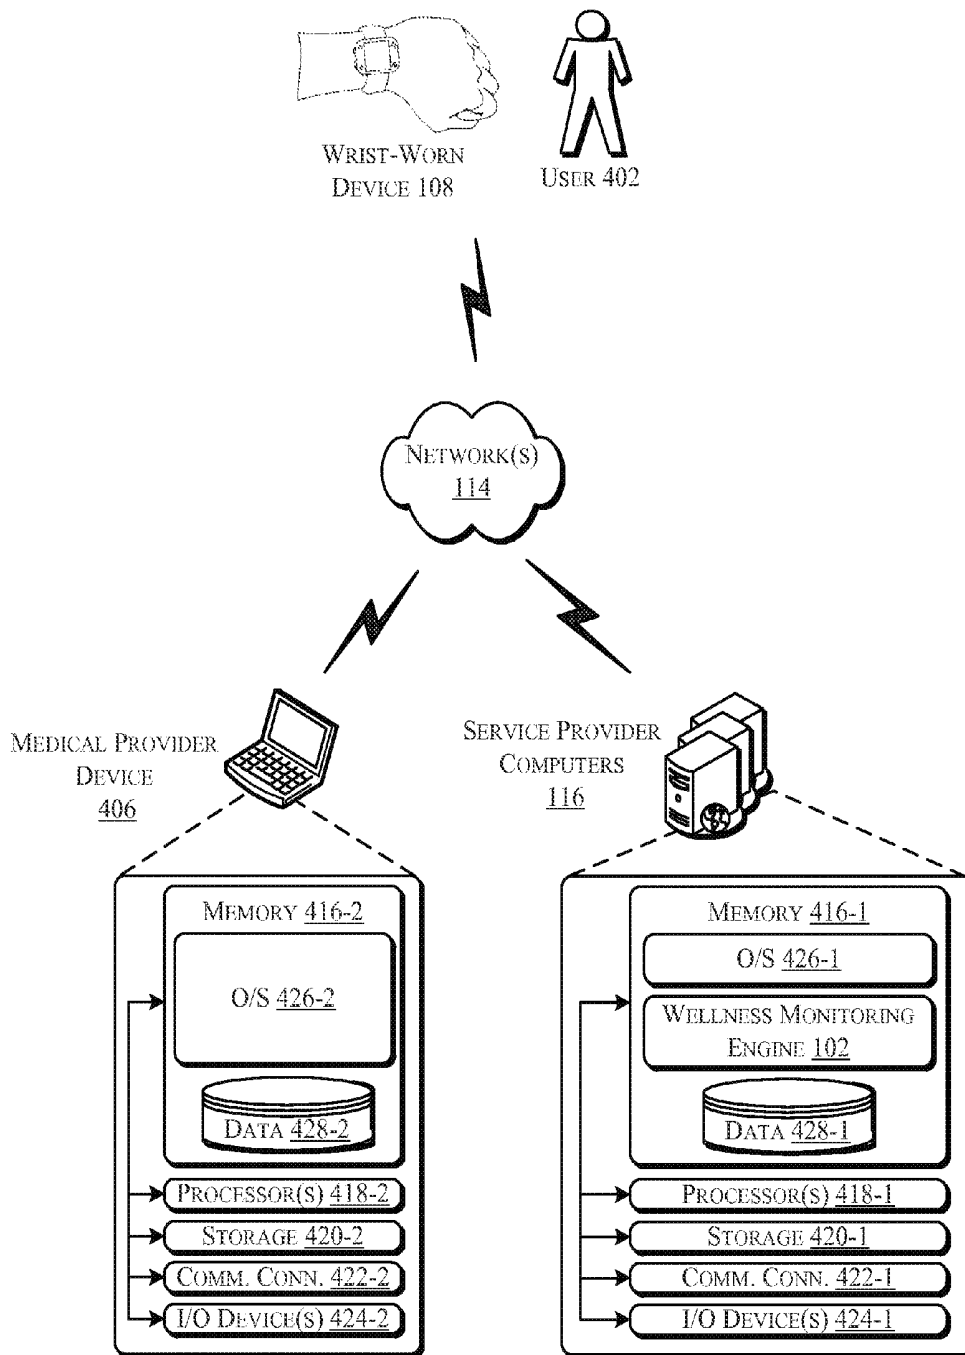 WRIST-WORN
DEVICE 108
USER 402
NETWORK(S)
114
MEDICAL PROVIDER
DEVICE
406
SERVICE PROVIDER
COMPUTERS
116
MEMORY 416-2
O/S 426-2
DATA 428-2
PROCESSOR(S) 418-2
STORAGE 420-2
COMM. CONN. 422-2
I/O DEVICE(S) 424-2
MEMORY 416-1
O/S 426-1
WELLNESS MONITORING
ENGINE 102
DATA 428-1
PROCESSOR(S) 418-1
STORAGE 420-1
COMM. CONN. 422-1
I/O DEVICE(S) 424-1